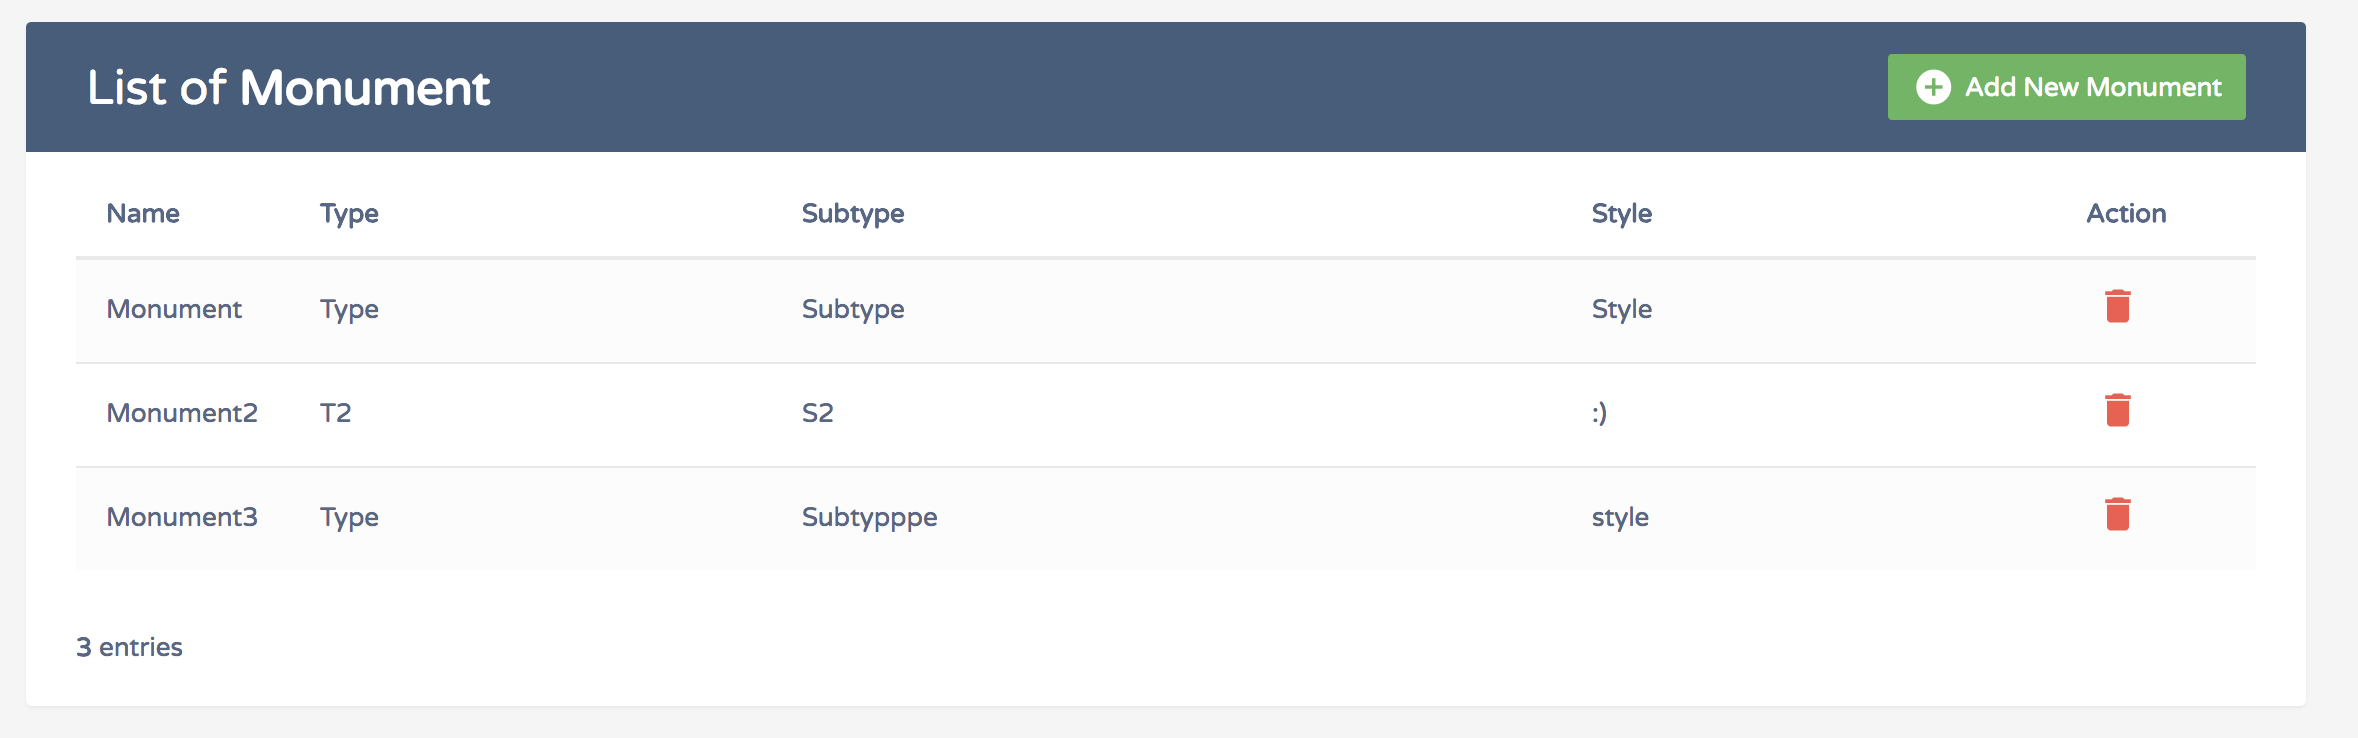 List of Monument
Add New Monument
Name Type Subtype Style Action
Monument Type Subtype Style
Monument2 T2 S2 :)
Monument3 Type Subtypppe style
3 entries